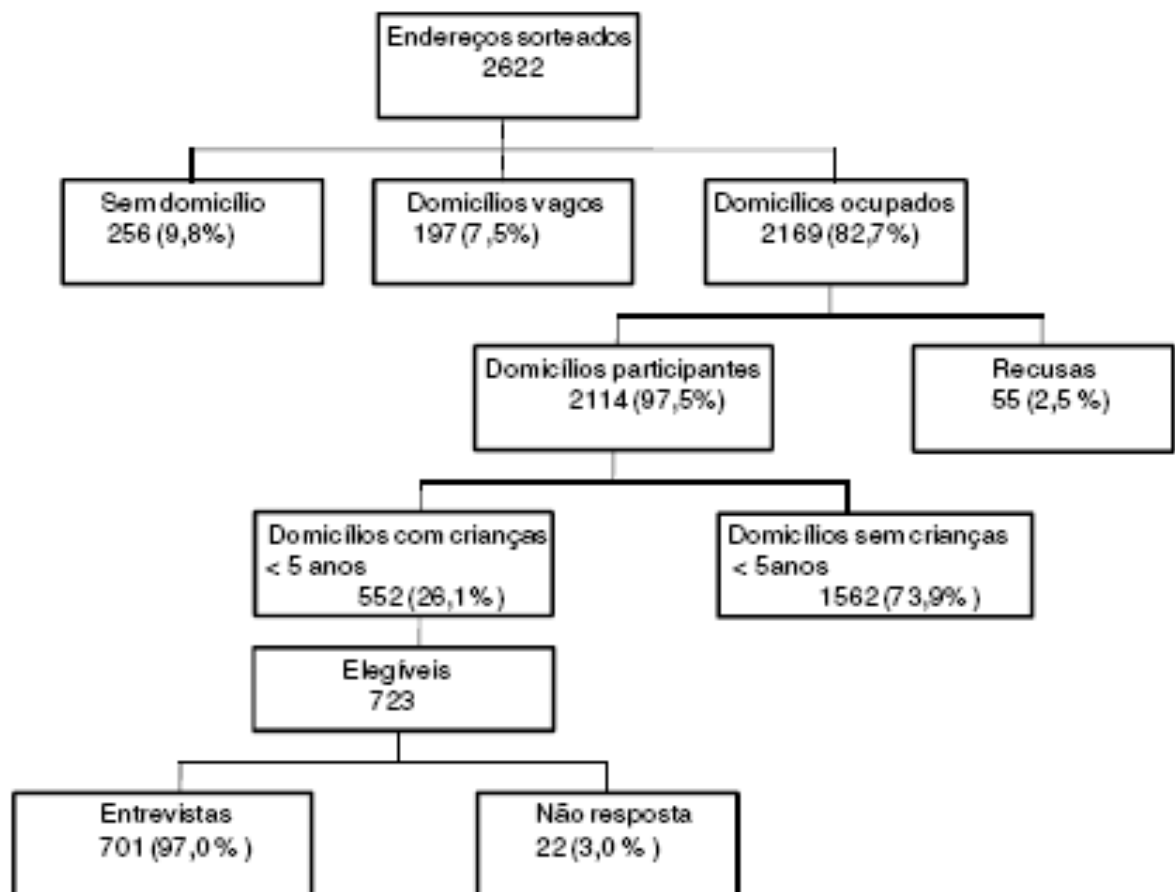 Endereços sorteados
2622
Sem domicílio
256 (9,8%)
Domicílios vagos
197 (7,5%)
Domicílios ocupados
2169 (82,7%)
Domicílios participantes
2114 (97,5%)
Recusas
55 (2,5 %)
Domicílios com crianças
< 5 anos
552 (26,1% )
Domicílios sem crianças
< 5anos
1562 (73,9% )
Elegíveis
723
Entrevistas
701 (97,0% )
Não resposta
22 (3,0 % )